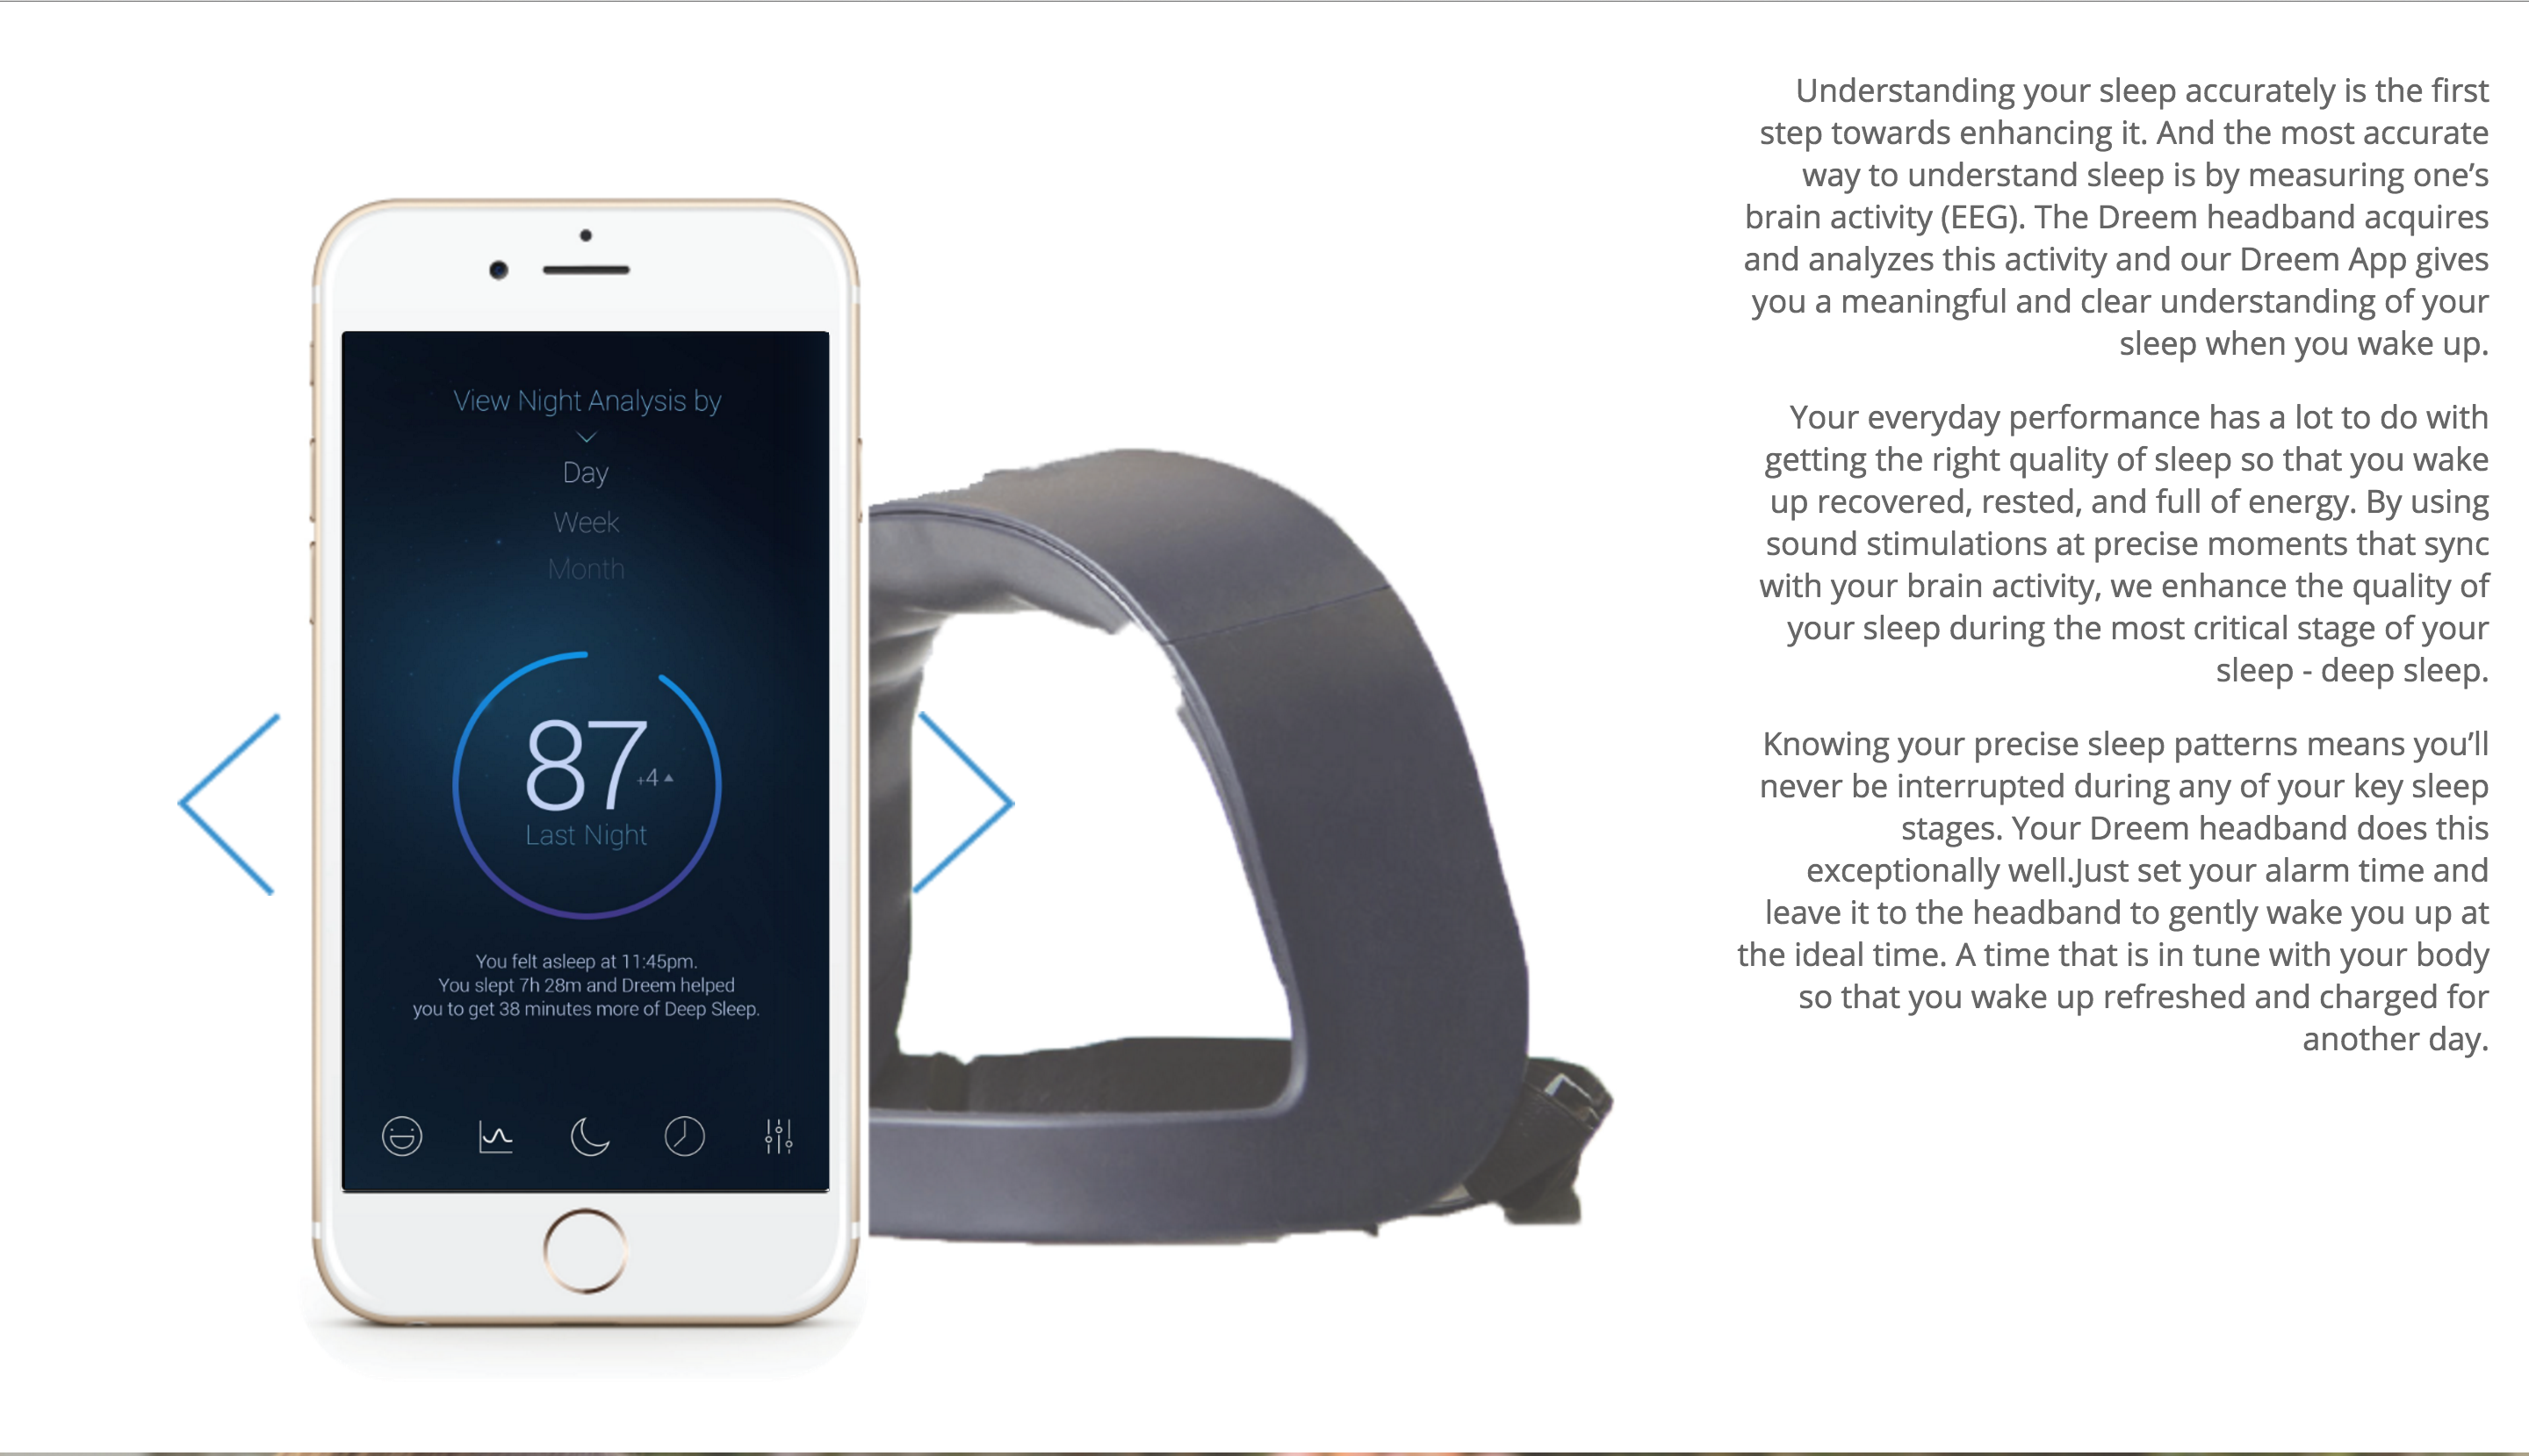 View Night Analysis by
Day
Week
Month
87
+4
Last Night
You felt asleep at 11:45pm.
You slept 7h 28m and Dreem helped
you to get 38 minutes more of Deep Sleep.
Understanding your sleep accurately is the first
step towards enhancing it. And the most accurate
way to understand sleep is by measuring one’s
brain activity (EEG). The Dreem headband acquires
and analyzes this activity and our Dreem App gives
you a meaningful and clear understanding of your
sleep when you wake up.
Your everyday performance has a lot to do with
getting the right quality of sleep so that you wake
up recovered, rested, and full of energy. By using
sound stimulations at precise moments that sync
with your brain activity, we enhance the quality of
your sleep during the most critical stage of your
sleep - deep sleep.
Knowing your precise sleep patterns means you’ll
never be interrupted during any of your key sleep
stages. Your Dreem headband does this
exceptionally well.Just set your alarm time and
leave it to the headband to gently wake you up at
the ideal time. A time that is in tune with your body
so that you wake up refreshed and charged for
another day.